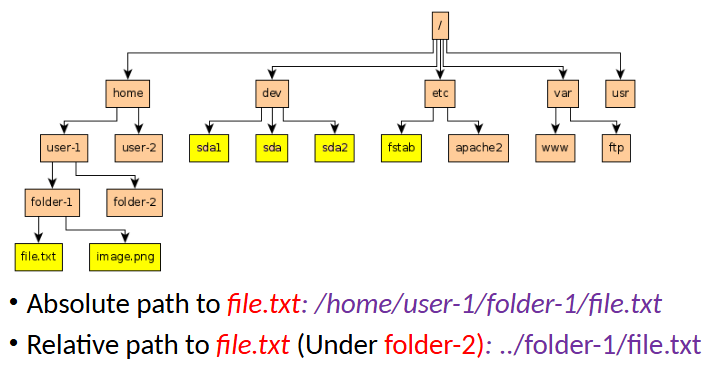 /
home dev etc var usr
user-1 user-2 sda1 sda sda2 fstab apache2 www ftp
folder-1 folder-2
file.txt image.png
• Absolute path to file.txt: /home/user-1/folder-1/file.txt
• Relative path to file.txt (Under folder-2): ../folder-1/file.txt